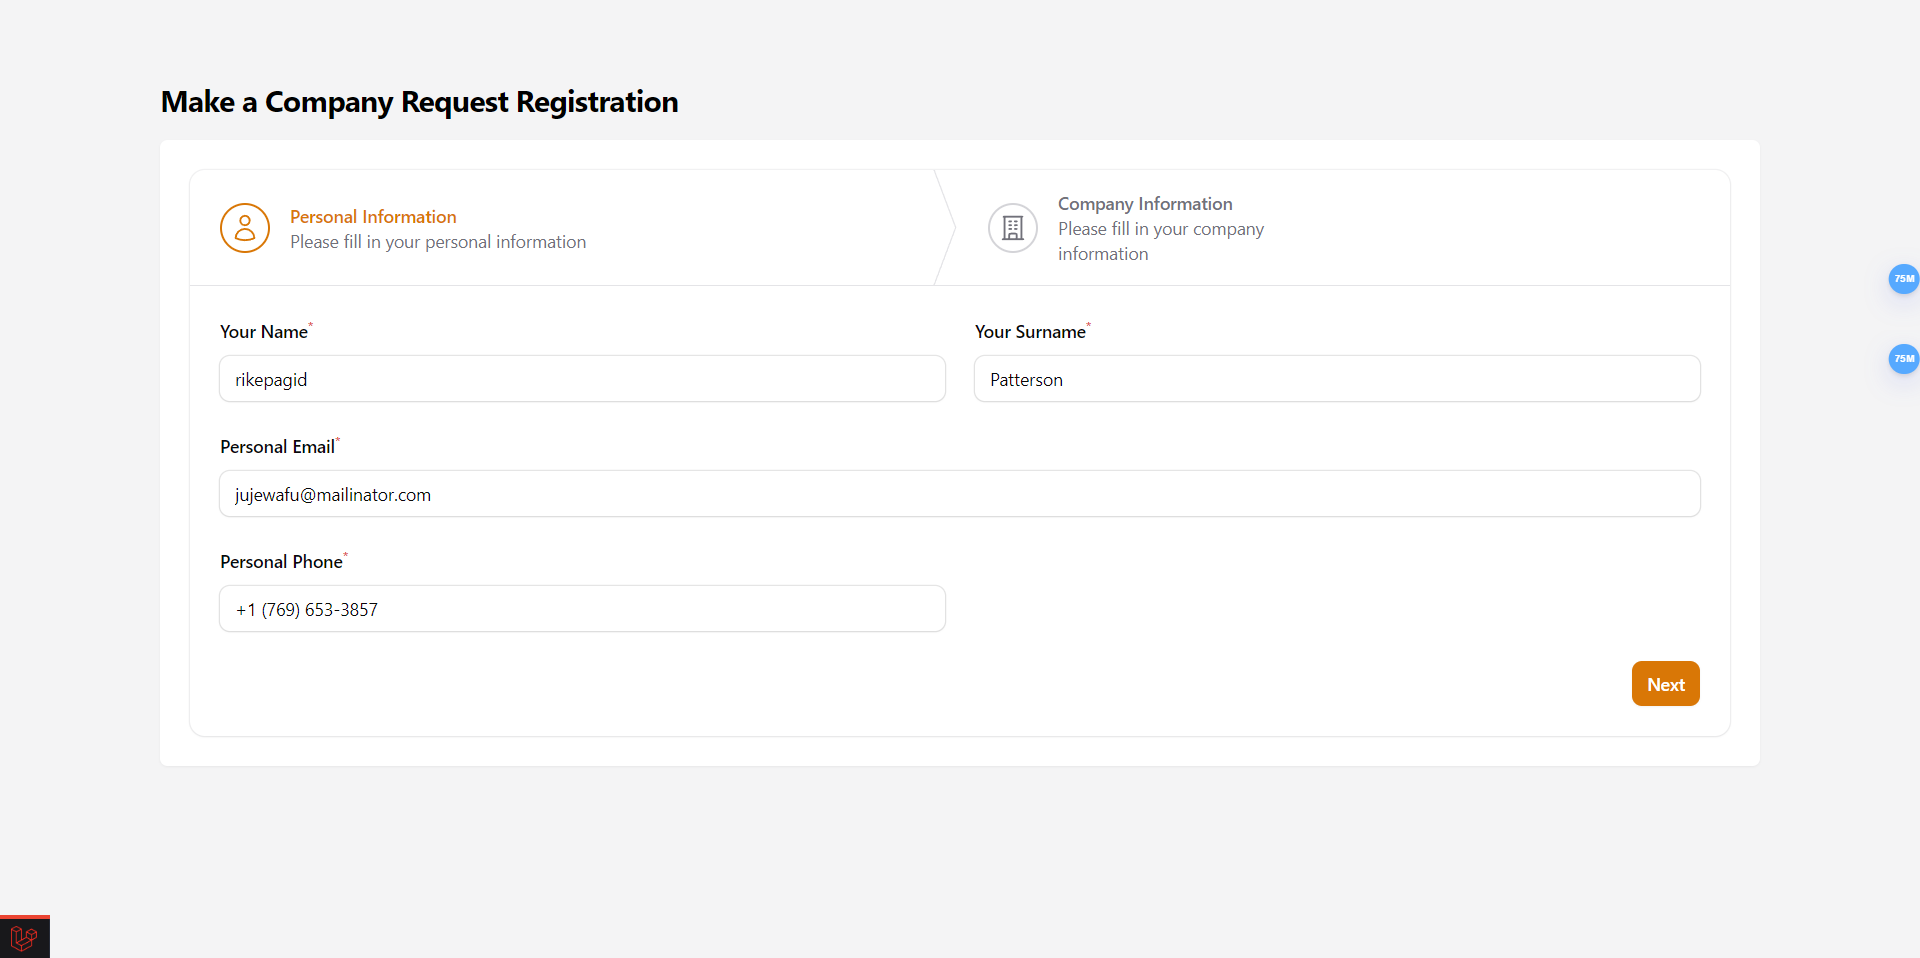 Make a Company Request Registration
Personal Information
Please fill in your personal information
Company Information
Please fill in your company
information
Your Name*
Your Surname*
rikepagid
Patterson
Personal Email*
jujewafu@mailinator.com
Personal Phone*
+1 (769) 653-3857
Next
75M
75M